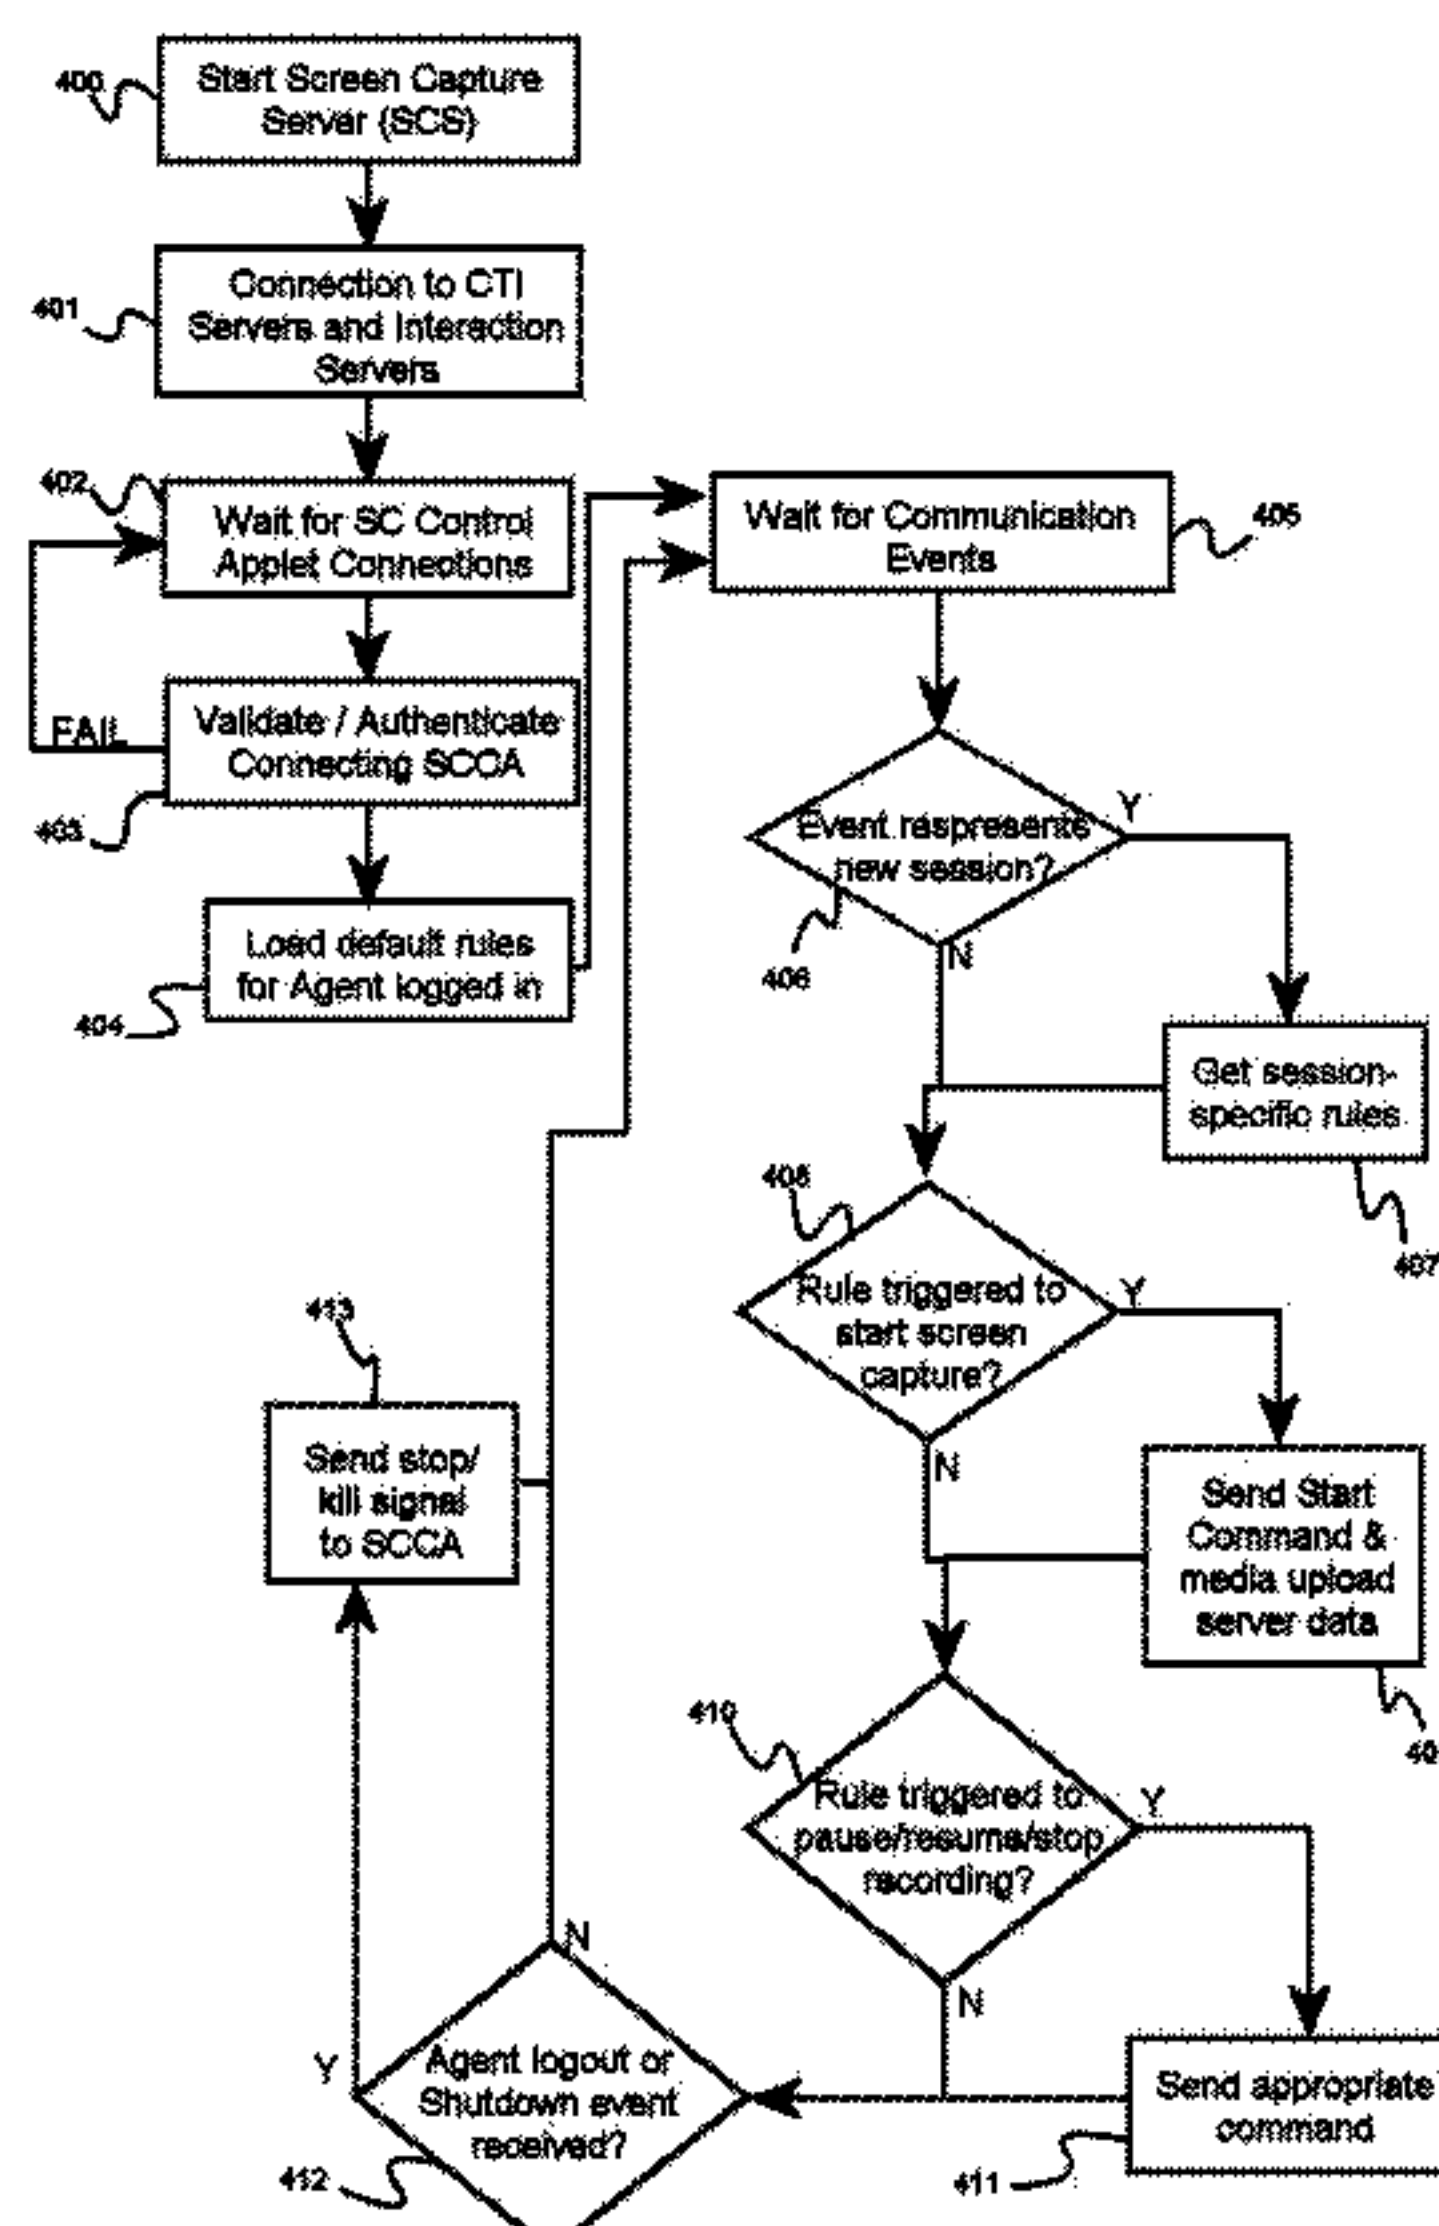 400
Start Screen Capture
Server (SCS)
401
Connection to CTI
Servers and Interaction
Servers
402
Wait for SC Control
Applet Connections
FAIL
Validate / Authenticate
Connecting SCCA
403
Load default rules
for Agent logged in
404
Wait for Communication
Events
405
Event raspresents
new session?
Y
N
406
Get session-
specific rules
407
408
Rule triggered to
start screen
capture?
Y
N
Send Start
Command &
media upload
server data
40
413
Send stop/
kill signal
to SCCA
410
Rule triggered to
pause/resume/stop
recording?
Y
N
Send appropriate
command
411
N
Y
Agent logout or
Shutdown event
received?
412